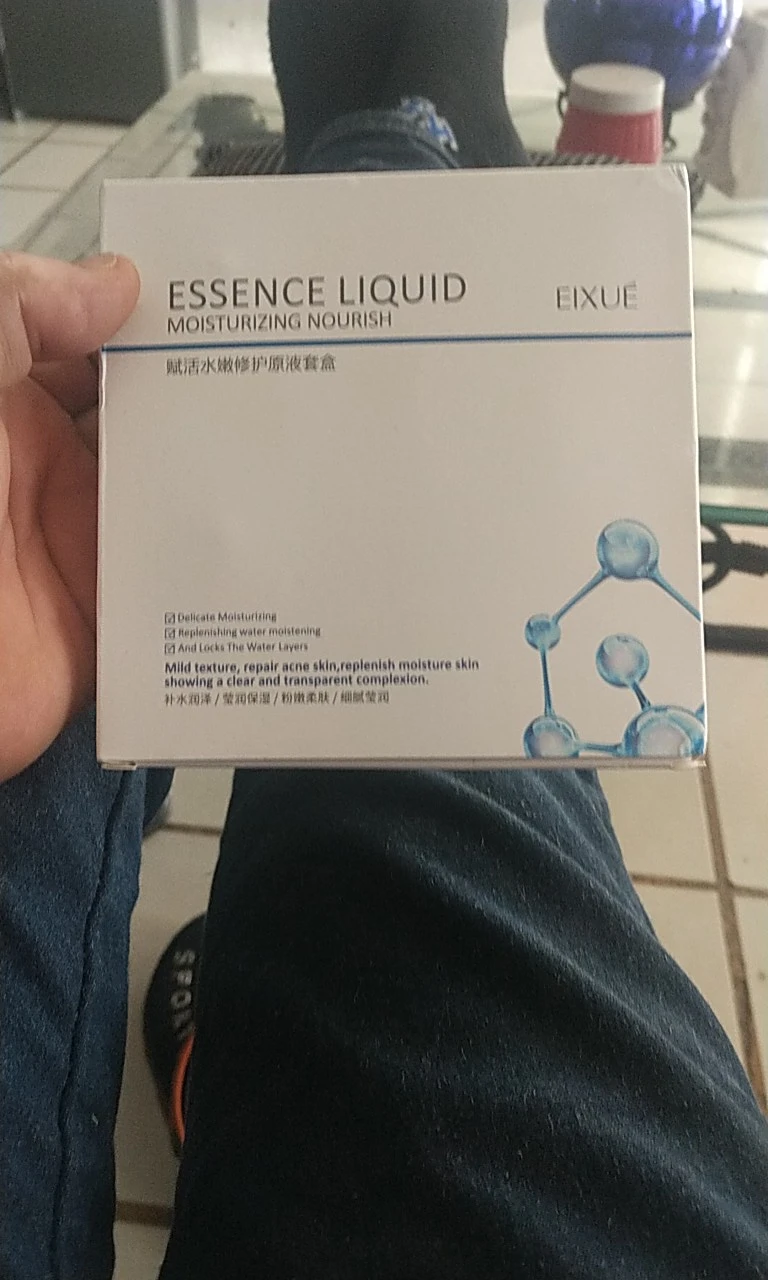 ESSENCE LIQUID
EIXUÉ
MOISTURIZING NOURISH
赋活水嫩修护原液套盒
☑ Delicate Moisturizing
☑ Replenishing water moistening
☑ And Locks The Water Layers
Mild texture, repair acne skin,replenish moisture skin
showing a clear and transparent complexion.
补水润泽 / 莹润保湿 / 粉嫩柔肤 / 细腻莹润
SPORT